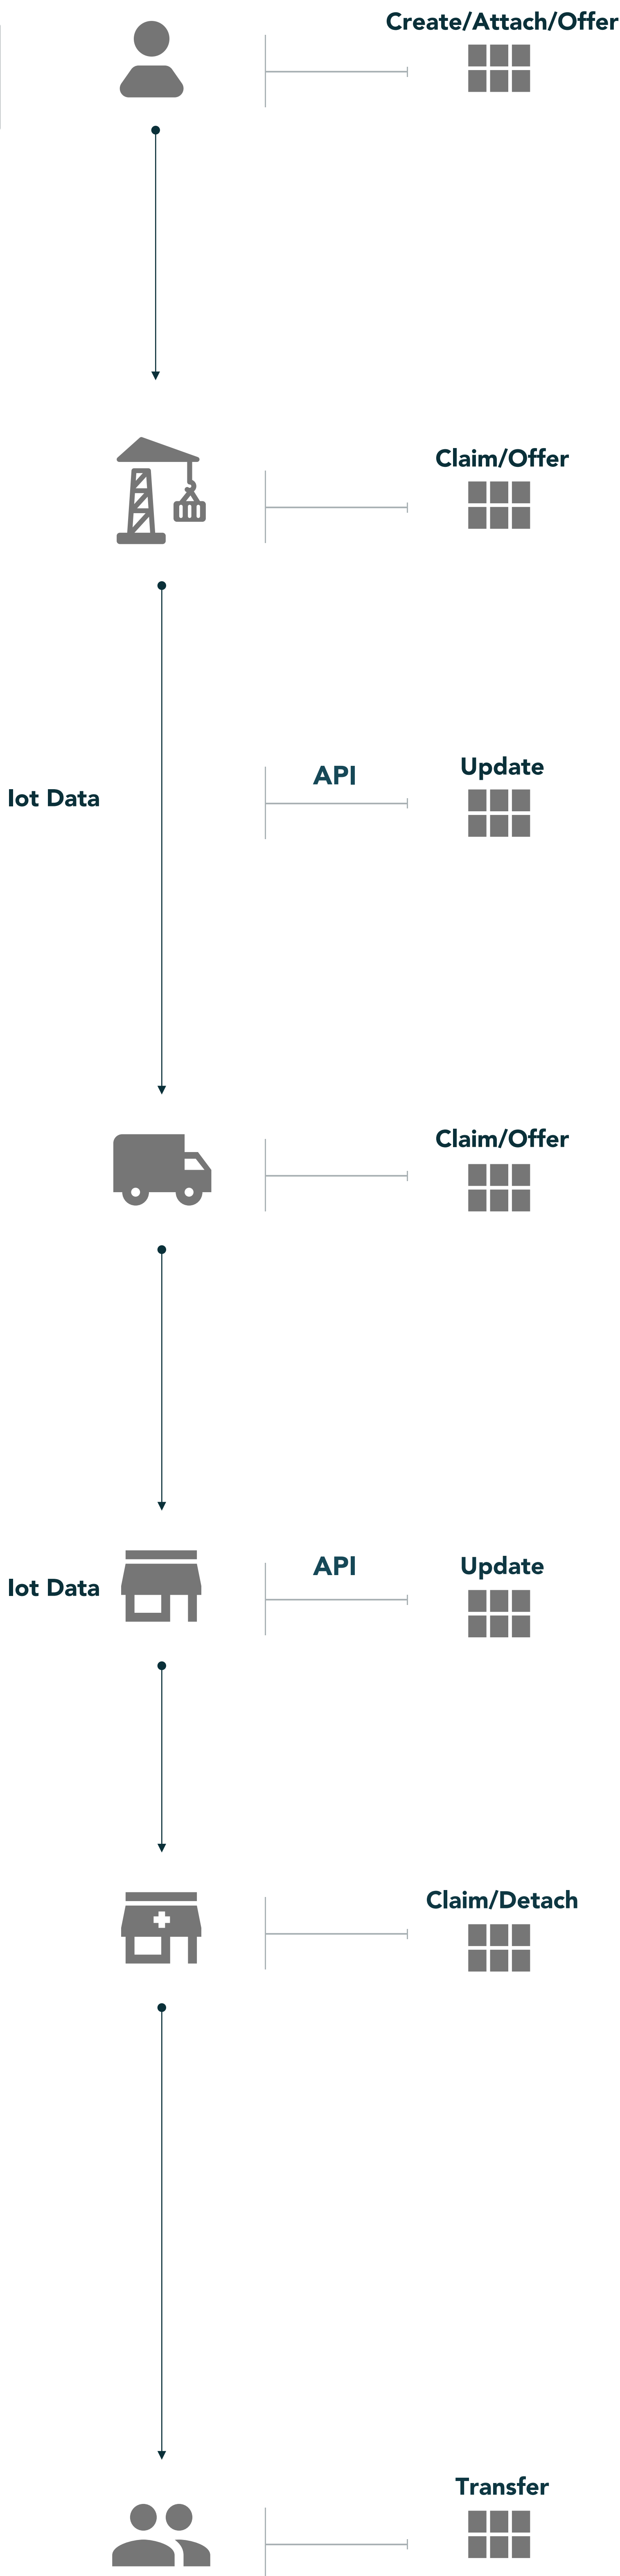 Create/Attach/Offer
Claim/Offer
API
Update
Iot Data
Claim/Offer
API
Update
Iot Data
Claim/Detach
Transfer